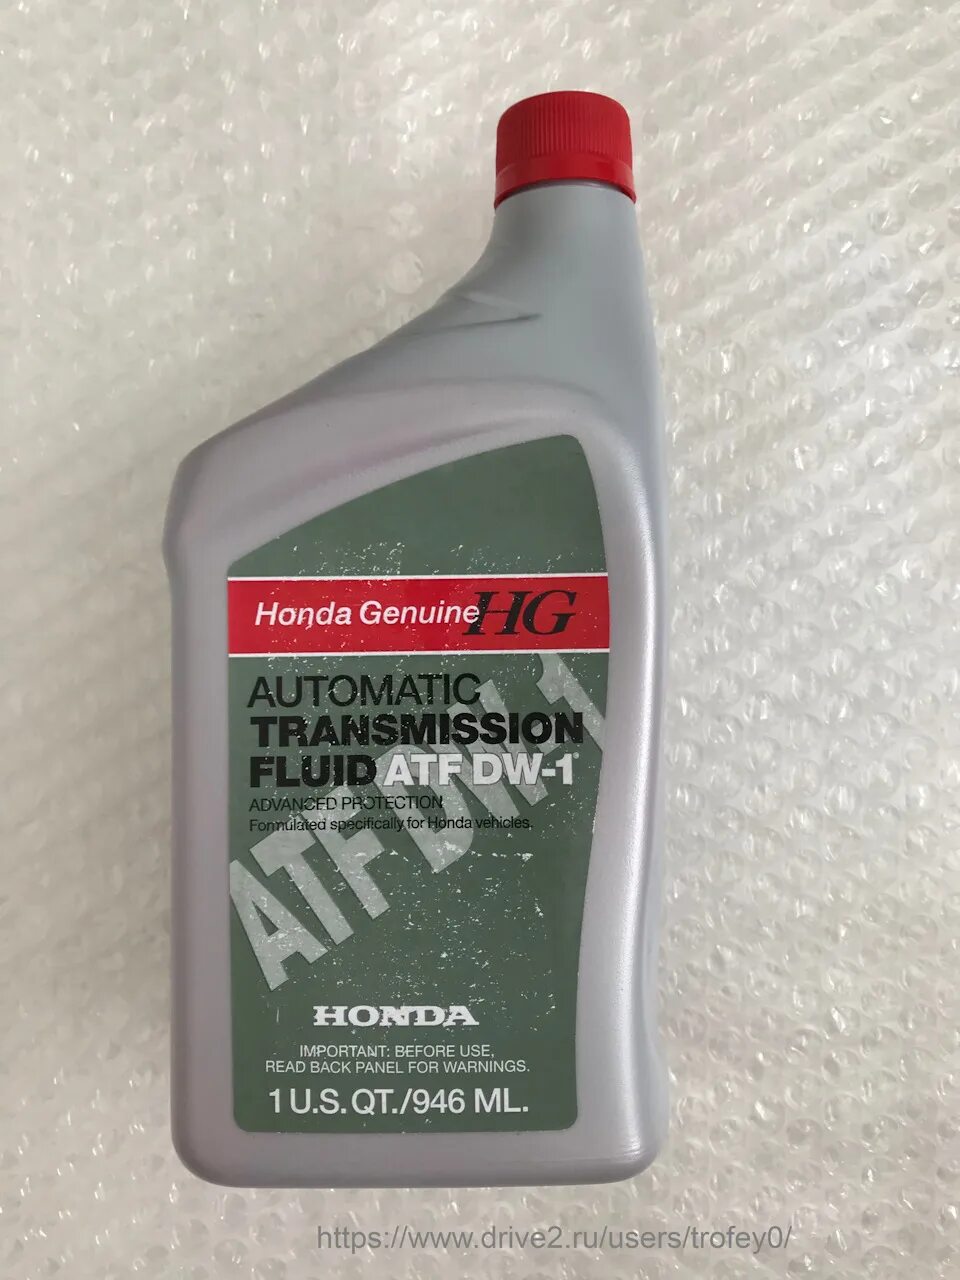 Honda Genuine HG
AUTOMATIC
TRANSMISSION
FLUID ATF DW-1
ADVANCED PROTECTION
Formulated specifically for Honda vehicles.
ATF DW-1
HONDA
IMPORTANT: BEFORE USE,
READ BACK PANEL FOR WARNINGS.
1 U.S. QT./946 ML.
https://www.drive2.ru/users/trofey0/